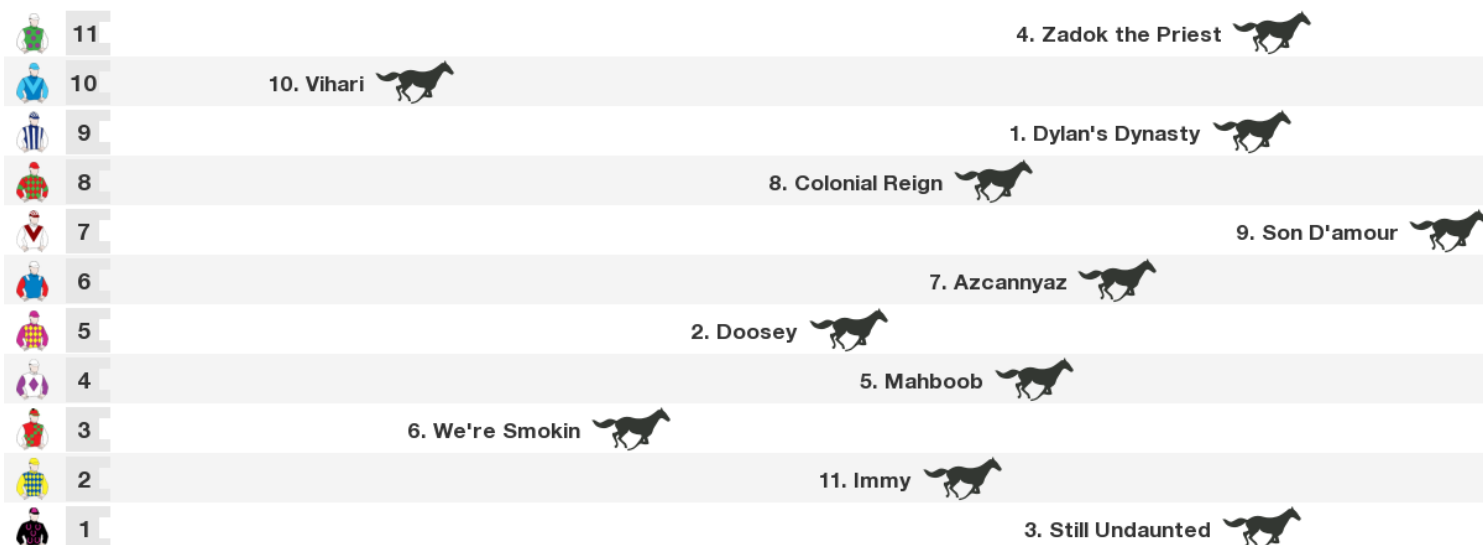 11 4. Zadok the Priest
10 10. Vihari
9 1. Dylan's Dynasty
8 8. Colonial Reign
7 9. Son D'amour
6 7. Azcannyaz
5 2. Doosey
4 5. Mahboob
3 6. We're Smokin
2 11. Immy
1 3. Still Undaunted